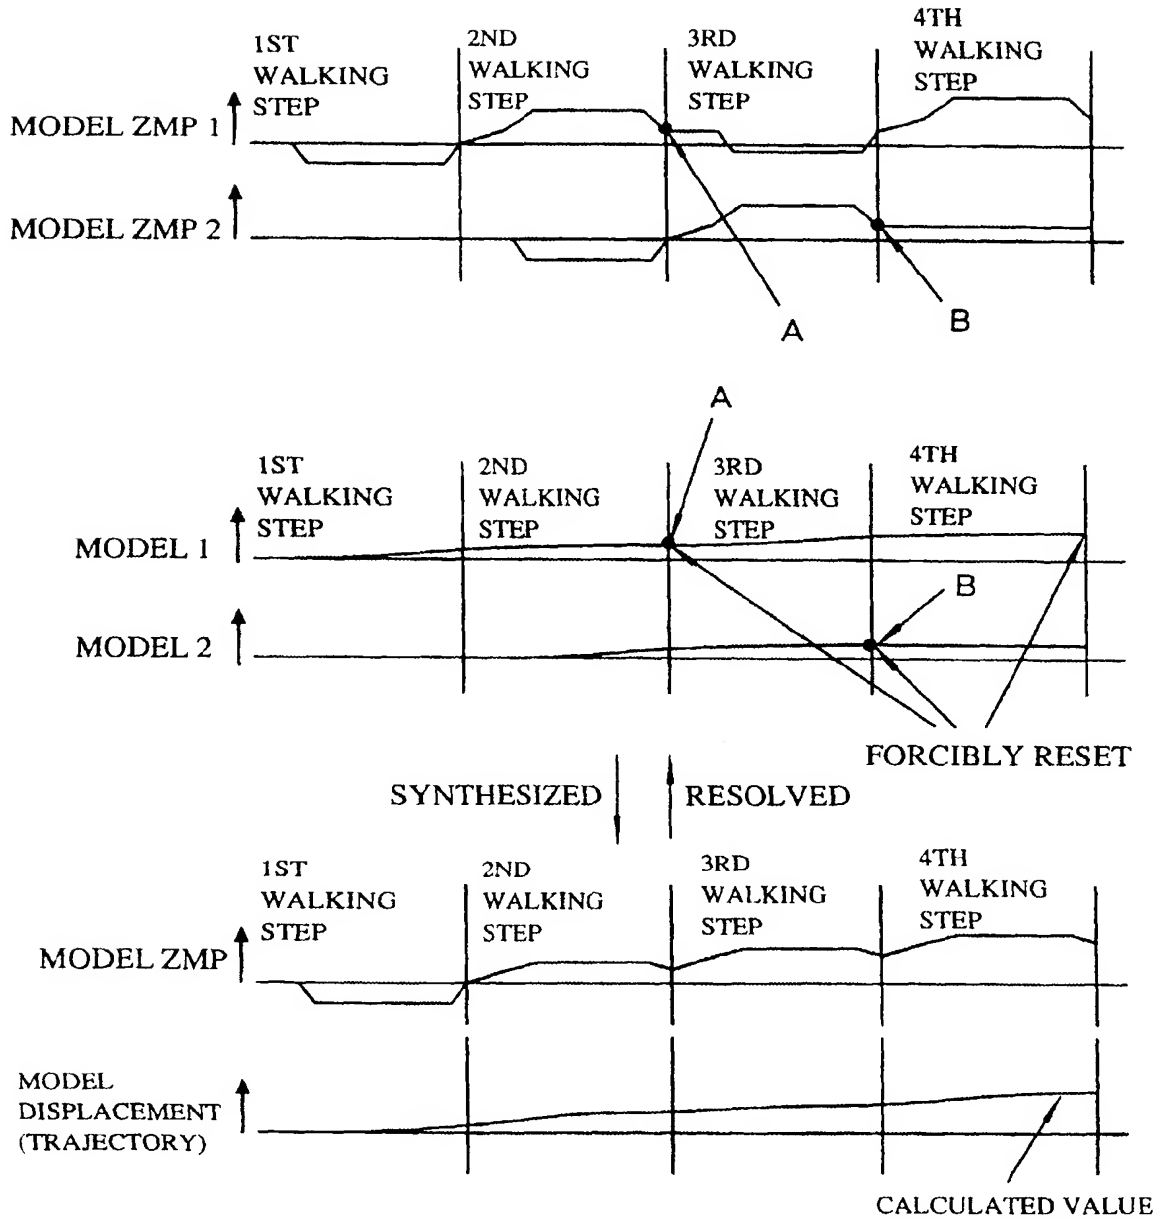 1ST
WALKING
STEP
2ND
WALKING
STEP
3RD
WALKING
STEP
4TH
WALKING
STEP
MODEL ZMP 1
MODEL ZMP 2
A
B
A
1ST
WALKING
STEP
2ND
WALKING
STEP
3RD
WALKING
STEP
4TH
WALKING
STEP
MODEL 1
B
MODEL 2
FORCIBLY RESET
SYNTHESIZED
RESOLVED
1ST
WALKING
STEP
2ND
WALKING
STEP
3RD
WALKING
STEP
4TH
WALKING
STEP
MODEL ZMP
MODEL
DISPLACEMENT
(TRAJECTORY)
CALCULATED VALUE